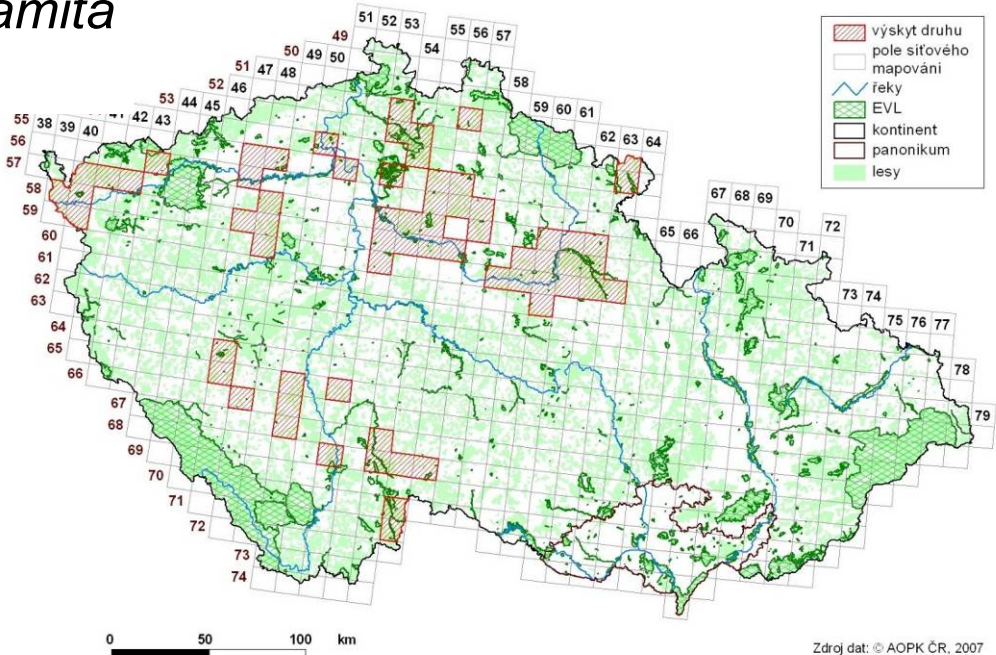 amita
51 52 53
49
54
55 56 57
50 49 50
58
51 47 48
52 46
59 60 61
53 44 45
62 63 64
55 38 39 40 42 43
56
57
58
59
60
61
62
63
64
65
66
67
68
69
70
71
72
73
74
65 66
67 68 69
70
71
72
73 74
75 76 77
78
79
výskyt druhu
pole síťového
mapování
řeky
EVL
kontinent
panonikum
lesy
0 50 100 km
Zdroj dat: © AOPK ČR, 2007